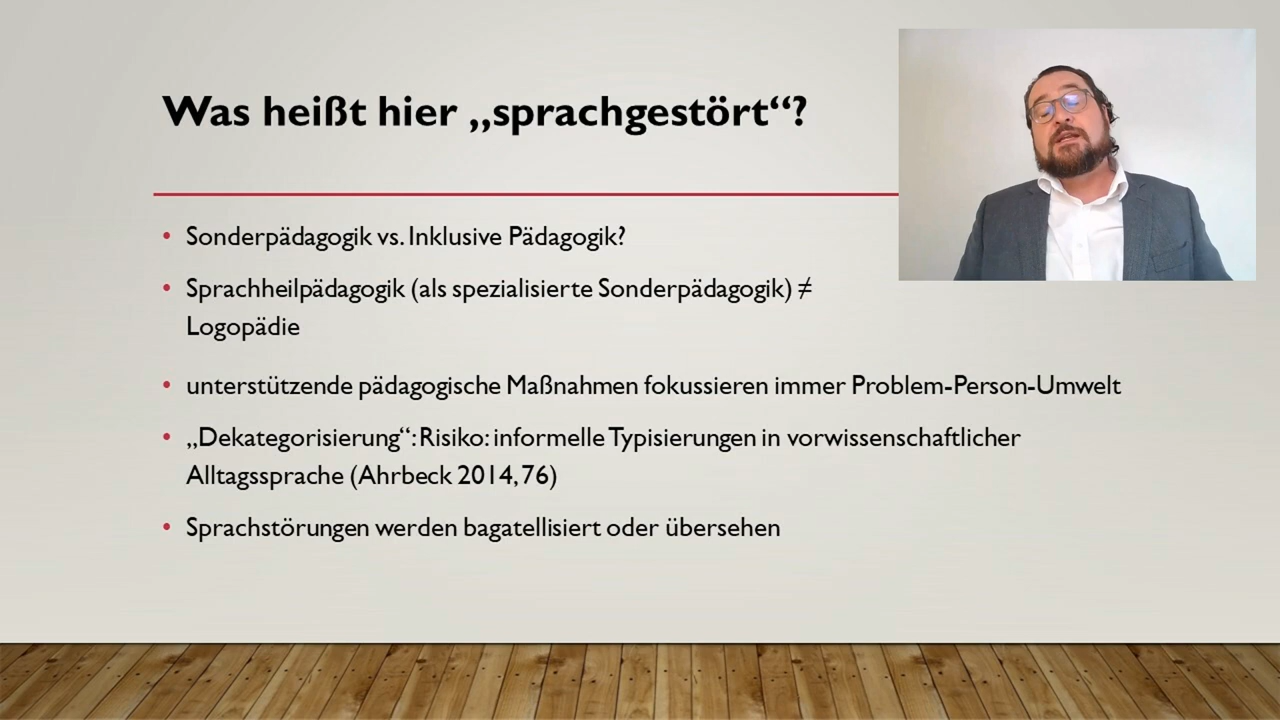 Was heißt hier „sprachgestört“?
• Sonderpädagogik vs. Inklusive Pädagogik?
• Sprachheilpädagogik (als spezialisierte Sonderpädagogik) ≠
Logopädie
• unterstützende pädagogische Maßnahmen fokussieren immer Problem-Person-Umwelt
• „Dekategorisierung“: Risiko: informelle Typisierungen in vorwissenschaftlicher
Alltagssprache (Ahrbeck 2014, 76)
• Sprachstörungen werden bagatellisiert oder übersehen